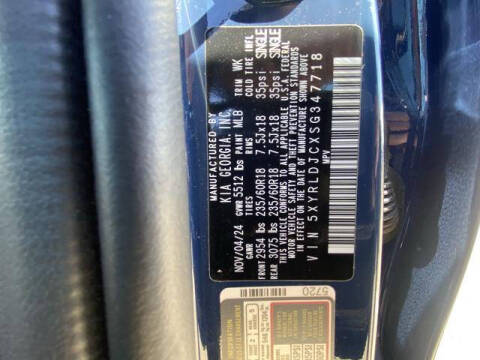 MANUFACTURED BY
KIA GEORGIA, INC.
NOV/04/24 GVWR 5512 lbs PAINT MLB TRIM WK
GAWR TIRES RIMS COLD TIRE INFL
FRONT 2954 lbs 235/60R18 7.5Jx18 35psi SINGLE
REAR 3075 lbs 235/60R18 7.5Jx18 35psi SINGLE
THIS VEHICLE CONFORMS TO ALL APPLICABLE U.S.A. FEDERAL
MOTOR VEHICLE SAFETY AND THEFT PREVENTION STANDARDS
IN EFFECT ON THE DATE OF MANUFACTURE SHOWN ABOVE.
VIN 5XYRLDJCXSG347718
MPV
5720